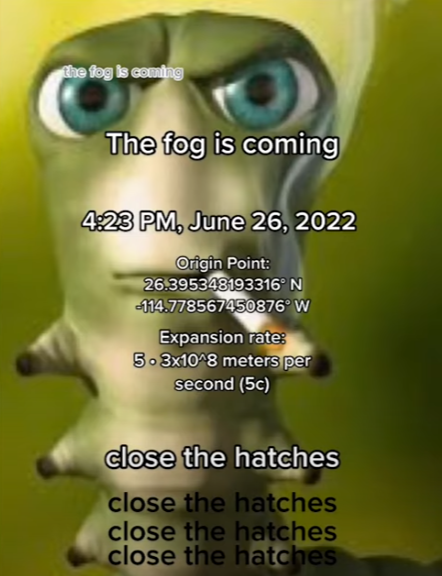 the fog is coming
The fog is coming
4:23 PM, June 26, 2022
Origin Point:
26.395348193316° N
-114.778567450876° W
Expansion rate:
5 • 3x10^8 meters per
second (5c)
close the hatches
close the hatches
close the hatches
close the hatches